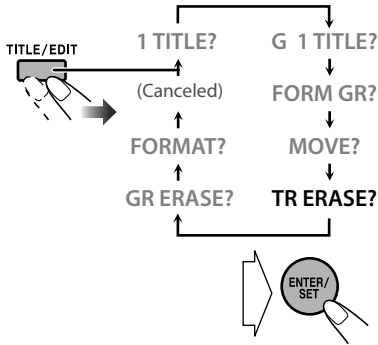 TITLE/EDIT
1 TITLE?
G 1 TITLE?
(Canceled)
FORM GR?
FORMAT?
MOVE?
GR ERASE?
TR ERASE?
ENTER/
SET